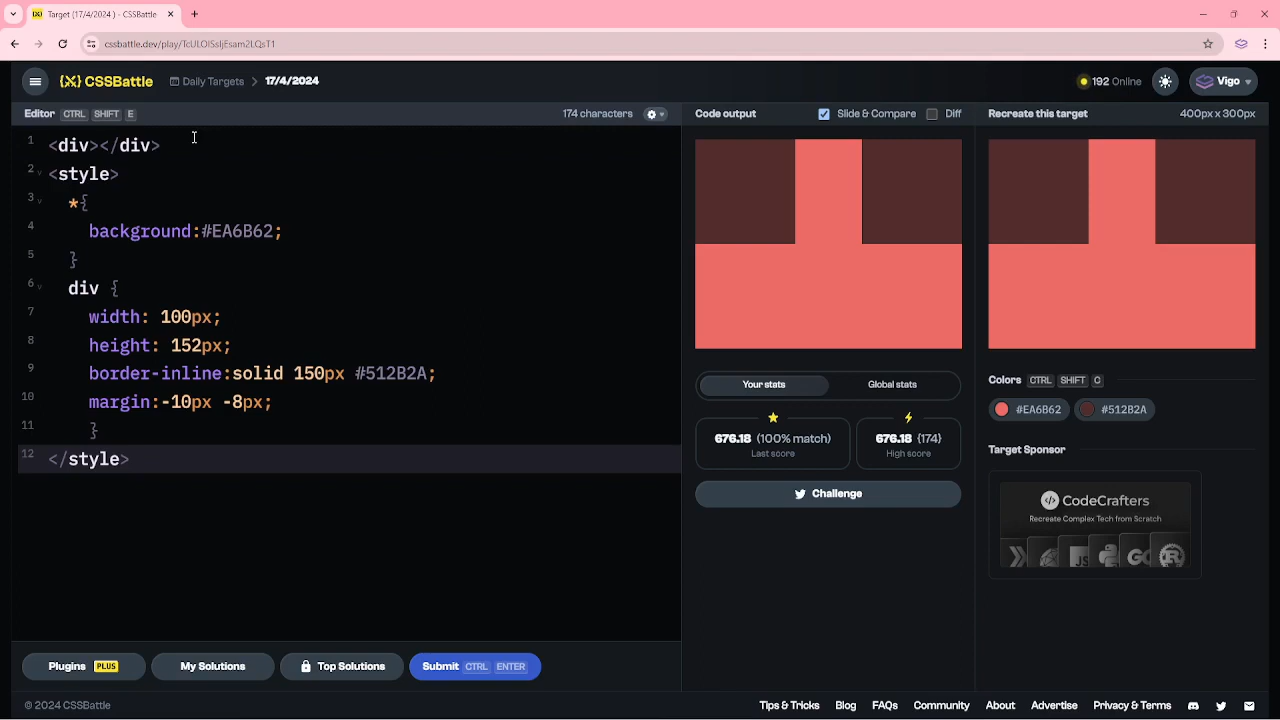 Target (17/4/2024 ) - CSSBattle
cssbattle.dev/play/TcULOISsIjEsam2LQsT1
CSSBattle
Daily Targets > 17/4/2024
192 Online
Vigo
Editor CTRL SHIFT E
174 characters
Code output
Slide & Compare
Diff
Recreate this target
400px x 300px
1 <div></div>
2 <style>
3 *{
4 background:#EA6B62;
5 }
6 div {
7 width: 100px;
8 height: 152px;
9 border-inline:solid 150px #512B2A;
10 margin:-10px -8px;
11 }
12 </style>
Your stats
Global stats
676.18 (100% match)
Last score
676.18 {174}
High score
Challenge
Colors CTRL SHIFT C
#EA6B62
#512B2A
Target Sponsor
CodeCrafters
Recreate Complex Tech from Scratch
JS
GO
Plugins PLUS
My Solutions
Top Solutions
Submit CTRL ENTER
© 2024 CSSBattle
Tips & Tricks
Blog
FAQs
Community
About
Advertise
Privacy & Terms